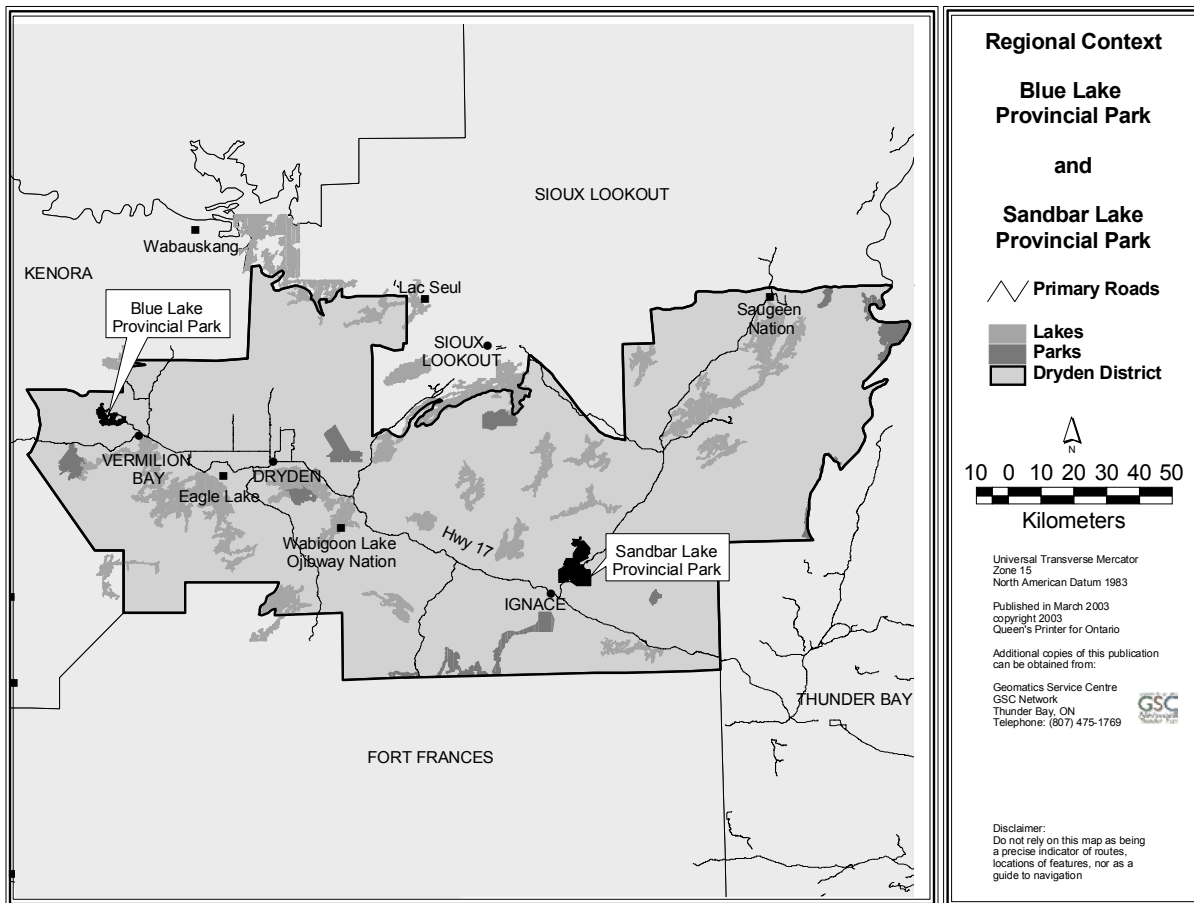 SIOUX LOOKOUT
Wabauskang
KENORA
Lac Seul
Blue Lake
Provincial Park
Saugeen
Nation
SIOUX
LOOKOUT
VERMILION
BAY
DRYDEN
Eagle Lake
Wabigoon Lake
Ojibway Nation
Hwy 17
Sandbar Lake
Provincial Park
IGNACE
THUNDER BAY
FORT FRANCES
Regional Context
Blue Lake
Provincial Park
and
Sandbar Lake
Provincial Park
Primary Roads
Lakes
Parks
Dryden District
N
10 0 10 20 30 40 50
Kilometers
Universal Transverse Mercator
Zone 15
North American Datum 1983
Published in March 2003
copyright 2003
Queen's Printer for Ontario
Additional copies of this publication
can be obtained from:
Geomatics Service Centre
GSC Network
Thunder Bay, ON
Telephone: (807) 475-1769
GSC
Disclaimer:
Do not rely on this map as being
a precise indicator of routes,
locations of features, nor as a
guide to navigation